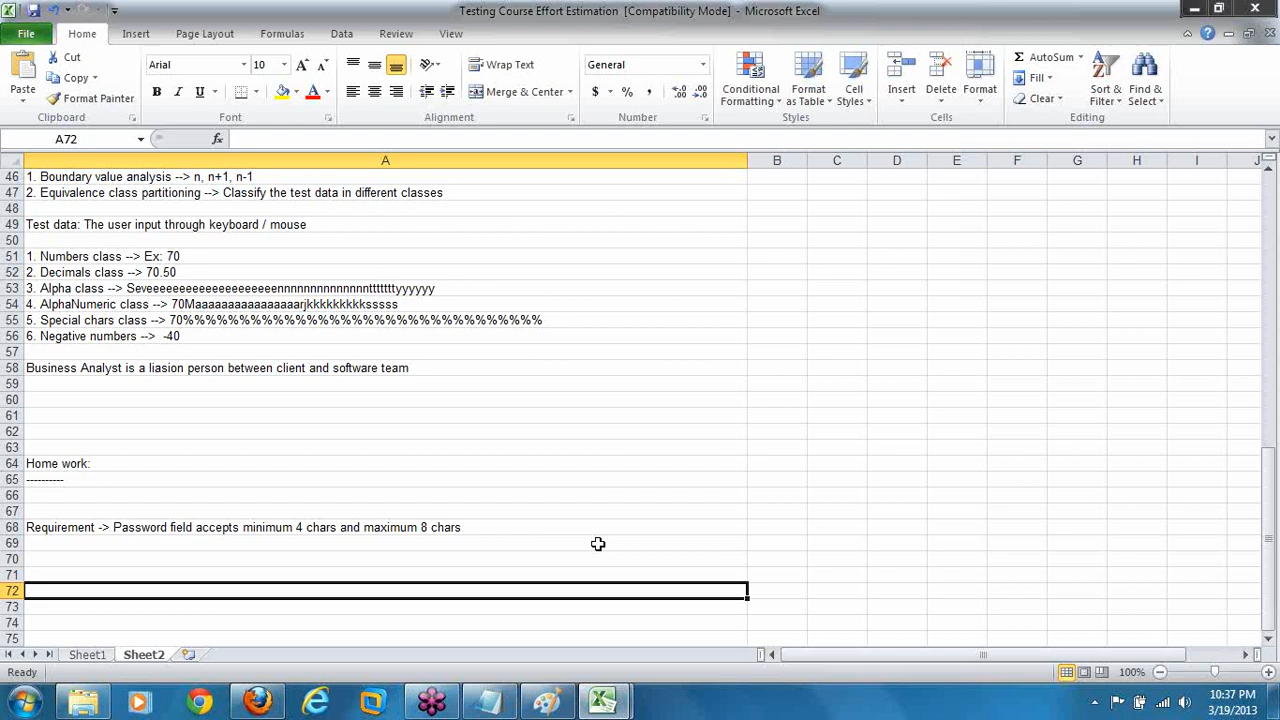 Testing Course Effort Estimation [Compatibility Mode] - Microsoft Excel
File Home Insert Page Layout Formulas Data Review View
Paste Cut Copy Format Painter Clipboard
Arial 10 Font
Wrap Text Merge & Center Alignment
General $ % , Number
Conditional Formatting Format as Table Cell Styles Styles
Insert Delete Format Cells
AutoSum Fill Clear Sort & Filter Find & Select Editing
A72 fx
A B C D E F G H I J
46 1. Boundary value analysis --> n, n+1, n-1
47 2. Equivalence class partitioning --> Classify the test data in different classes
48
49 Test data: The user input through keyboard / mouse
50
51 1. Numbers class --> Ex: 70
52 2. Decimals class --> 70.50
53 3. Alpha class --> Seveeeeeeeeeeeeeeeeeeeennnnnnnnnnnnnntttttttyyyyyy
54 4. AlphaNumeric class --> 70Maaaaaaaaaaaaaaaarjkkkkkkkkksssss
55 5. Special chars class --> 70%%%%%%%%%%%%%%%%%%%%%%%%%%%%%%%%
56 6. Negative numbers --> -40
57
58 Business Analyst is a liasion person between client and software team
59
60
61
62
63
64 Home work:
65 ----------
66
67
68 Requirement -> Password field accepts minimum 4 chars and maximum 8 chars
69
70
71
72
73
74
75
Sheet1 Sheet2
Ready 100%
10:37 PM
3/19/2013